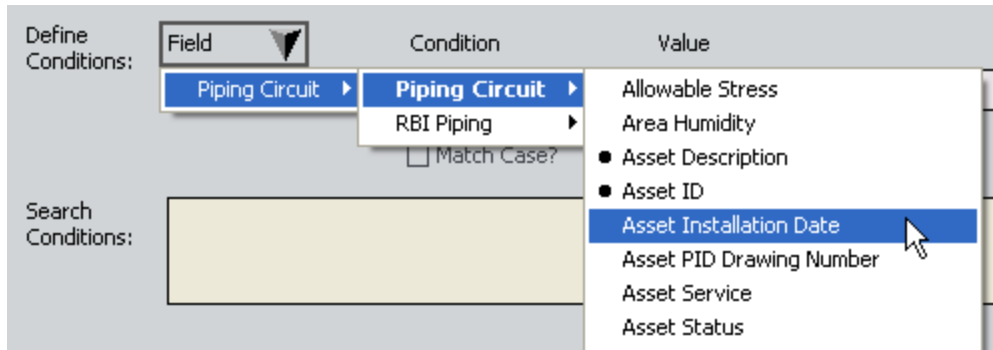 Define
Conditions:
Field
Condition
Value
Piping Circuit
Piping Circuit
RBI Piping
Match Case?
Allowable Stress
Area Humidity
Asset Description
Asset ID
Asset Installation Date
Asset PID Drawing Number
Asset Service
Asset Status
Search
Conditions: